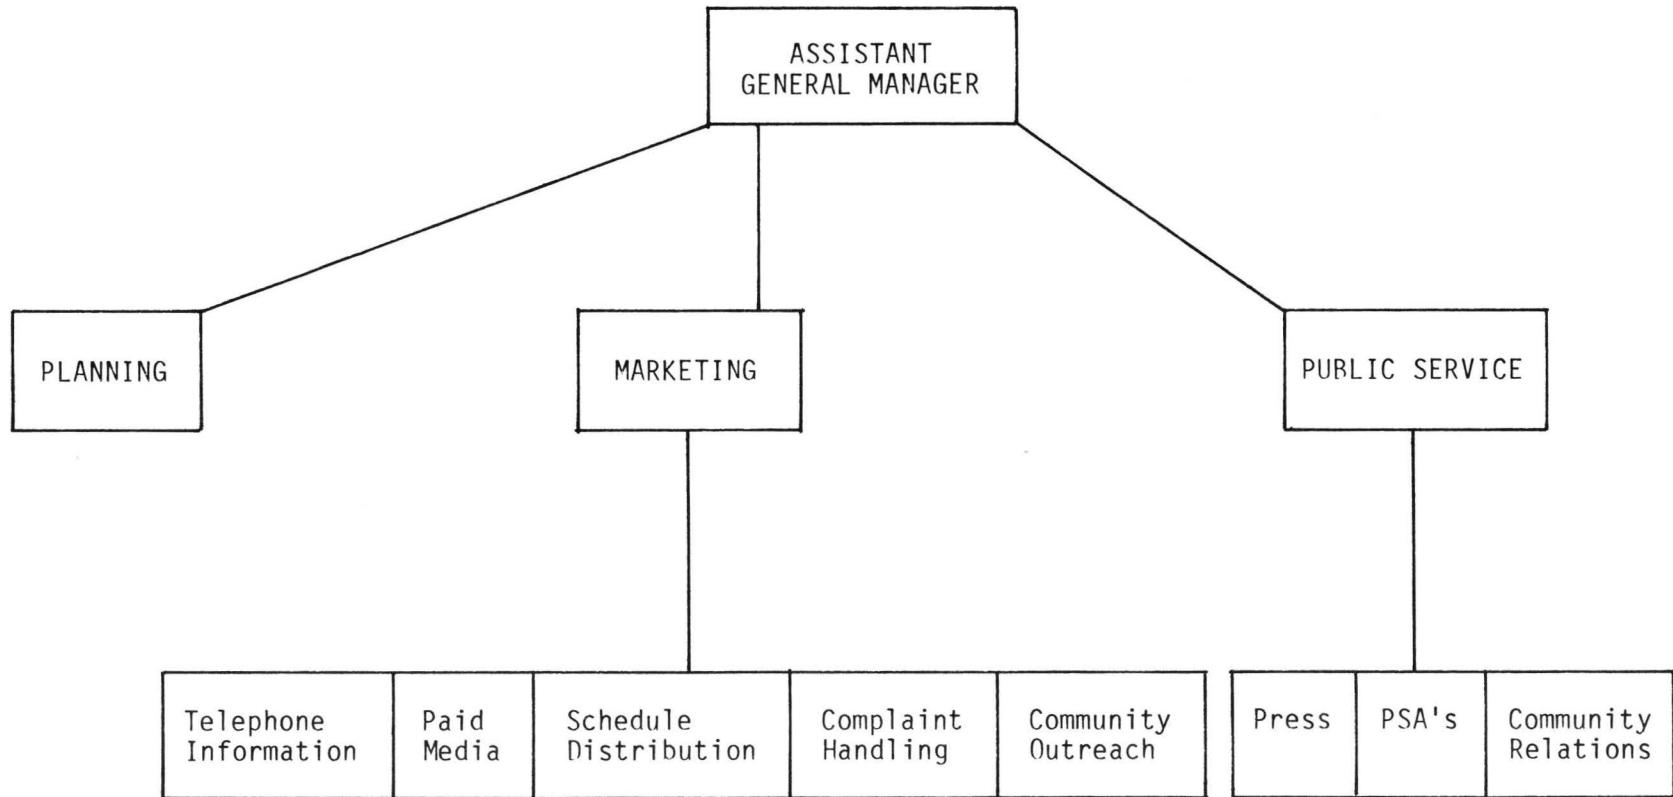 ASSISTANT
GENERAL MANAGER
PLANNING
MARKETING
PUBLIC SERVICE
Telephone
Information
Paid
Media
Schedule
Distribution
Complaint
Handling
Community
Outreach
Press
PSA's
Community
Relations